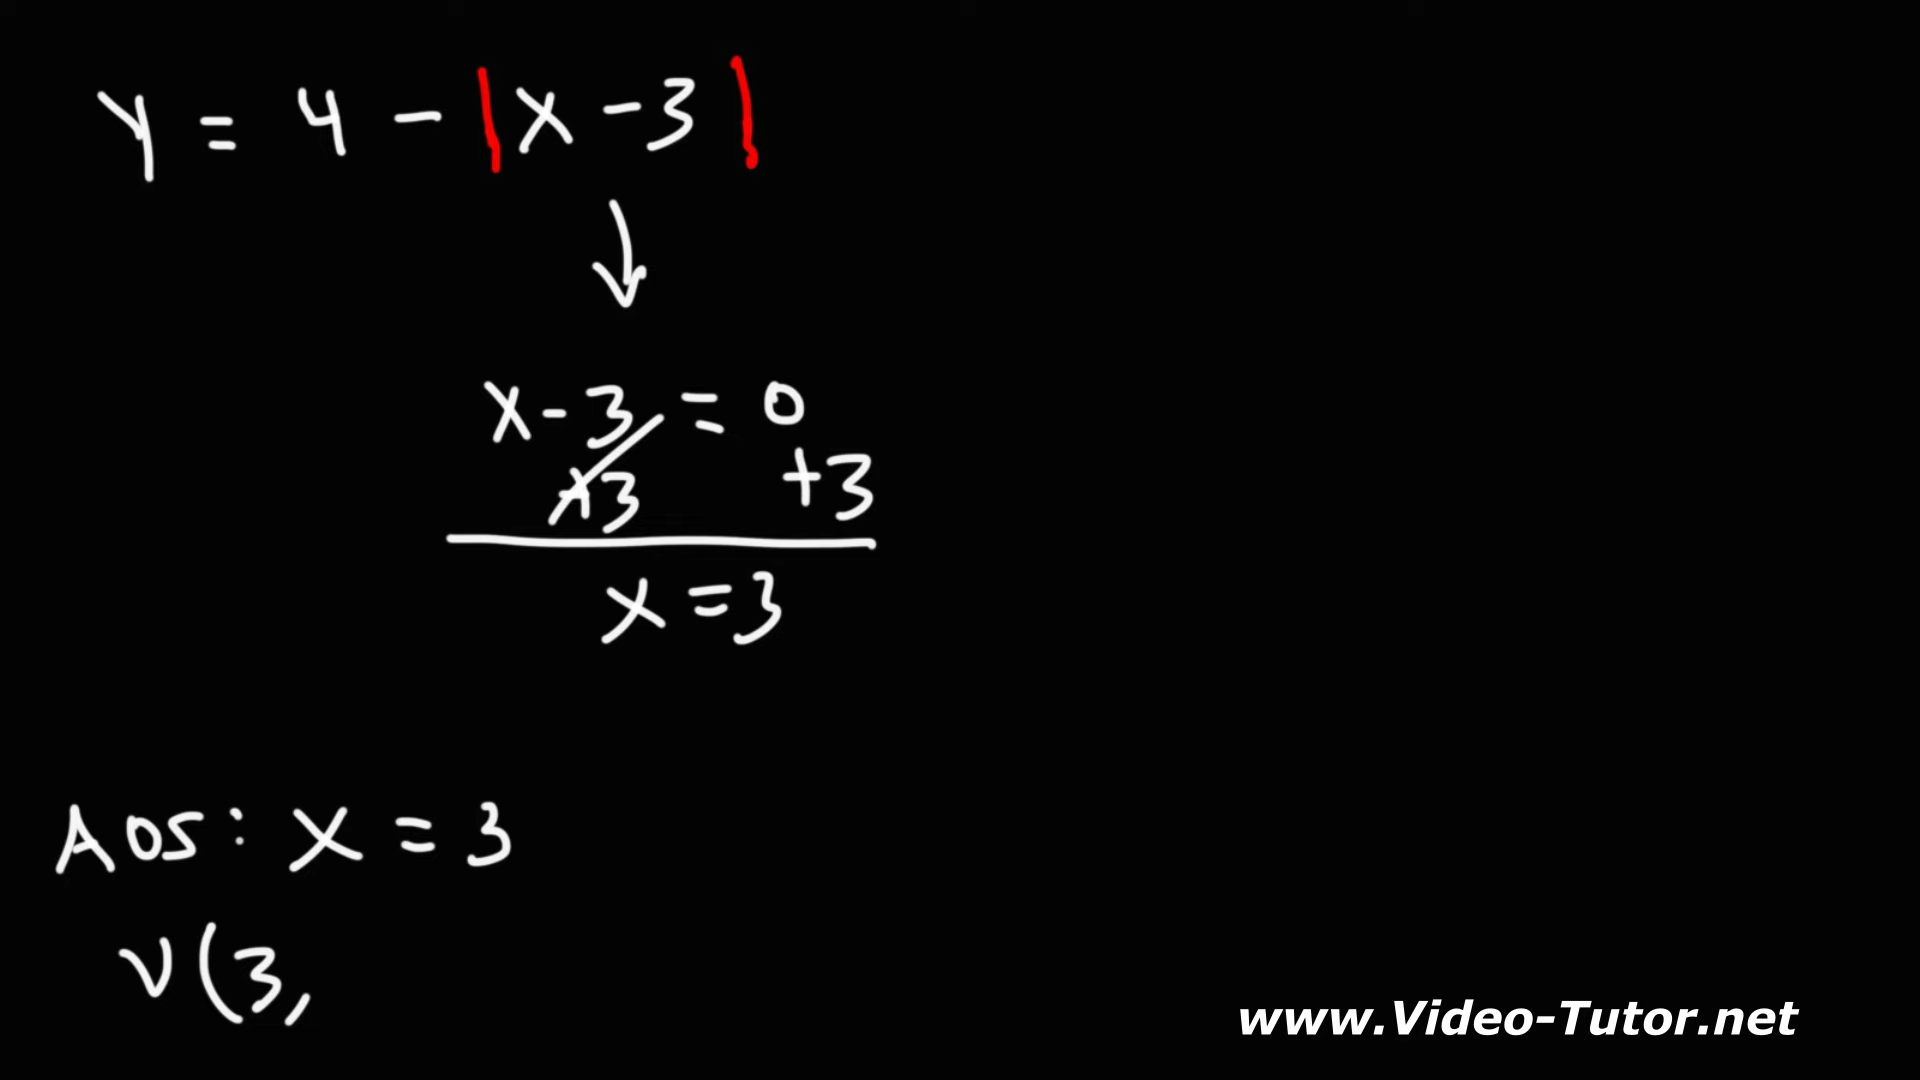 y = 4 - |x - 3|
x - 3 = 0
+3 +3
x = 3
AOS: x = 3
V(3,
www.Video-Tutor.net